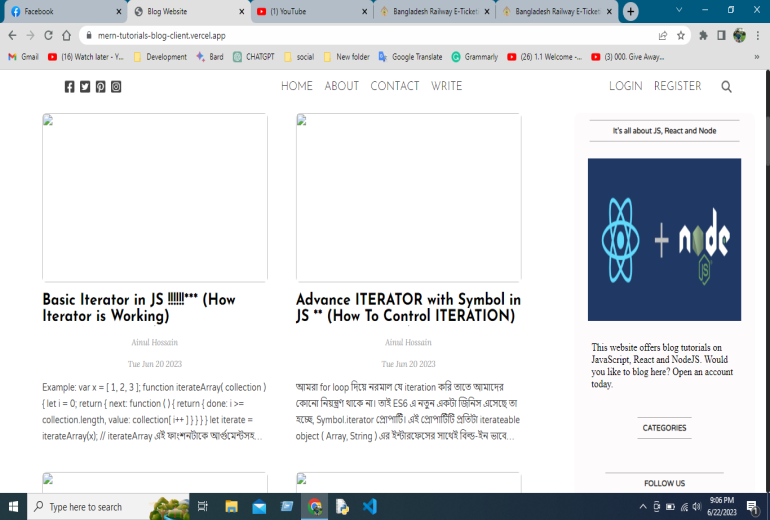 Facebook
Blog Website
(1) YouTube
Bangladesh Railway E-Ticketi
Bangladesh Railway E-Ticketi
mern-tutorials-blog-client.vercel.app
Gmail
(16) Watch later - Y...
Development
Bard
CHATGPT
social
New folder
Google Translate
Grammarly
(26) 1.1 Welcome -...
(3) 000. Give Away...
HOME ABOUT CONTACT WRITE
LOGIN REGISTER
Basic Iterator in JS !!!!!!*** (How
Iterator is Working)
Ainul Hossain
Tue Jun 20 2023
Example: var x = [ 1, 2, 3 ]; function iterateArray( collection )
{ let i = 0; return { next: function ( ) { return { done: i >=
collection.length, value: collection[ i++ ] } } } } let iterate =
iterateArray(x); // iterateArray এই ফাংশনটাকে আর্গুমেন্টসহ...
Advance ITERATOR with Symbol in
JS ** (How To Control ITERATION)
Ainul Hossain
Tue Jun 20 2023
আমরা for loop দিয়ে নরমাল যে iteration করি তাতে আমাদের
কোনো নিয়ন্ত্রণ থাকে না। তাই ES6 এ নতুন একটা জিনিস এসেছে তা
হচ্ছে, Symbol.iterator প্রোপার্টি। এই প্রোপার্টিটি প্রতিটা iterateable
object ( Array, String ) এর ইন্টারফেসের সাথেই বিল্ড-ইন ভাবে...
It's all about JS, React and Node
node
JS
This website offers blog tutorials on
JavaScript, React and NodeJS. Would
you like to blog here? Open an account
today.
CATEGORIES
FOLLOW US
Type here to search
9:06 PM
6/22/2023